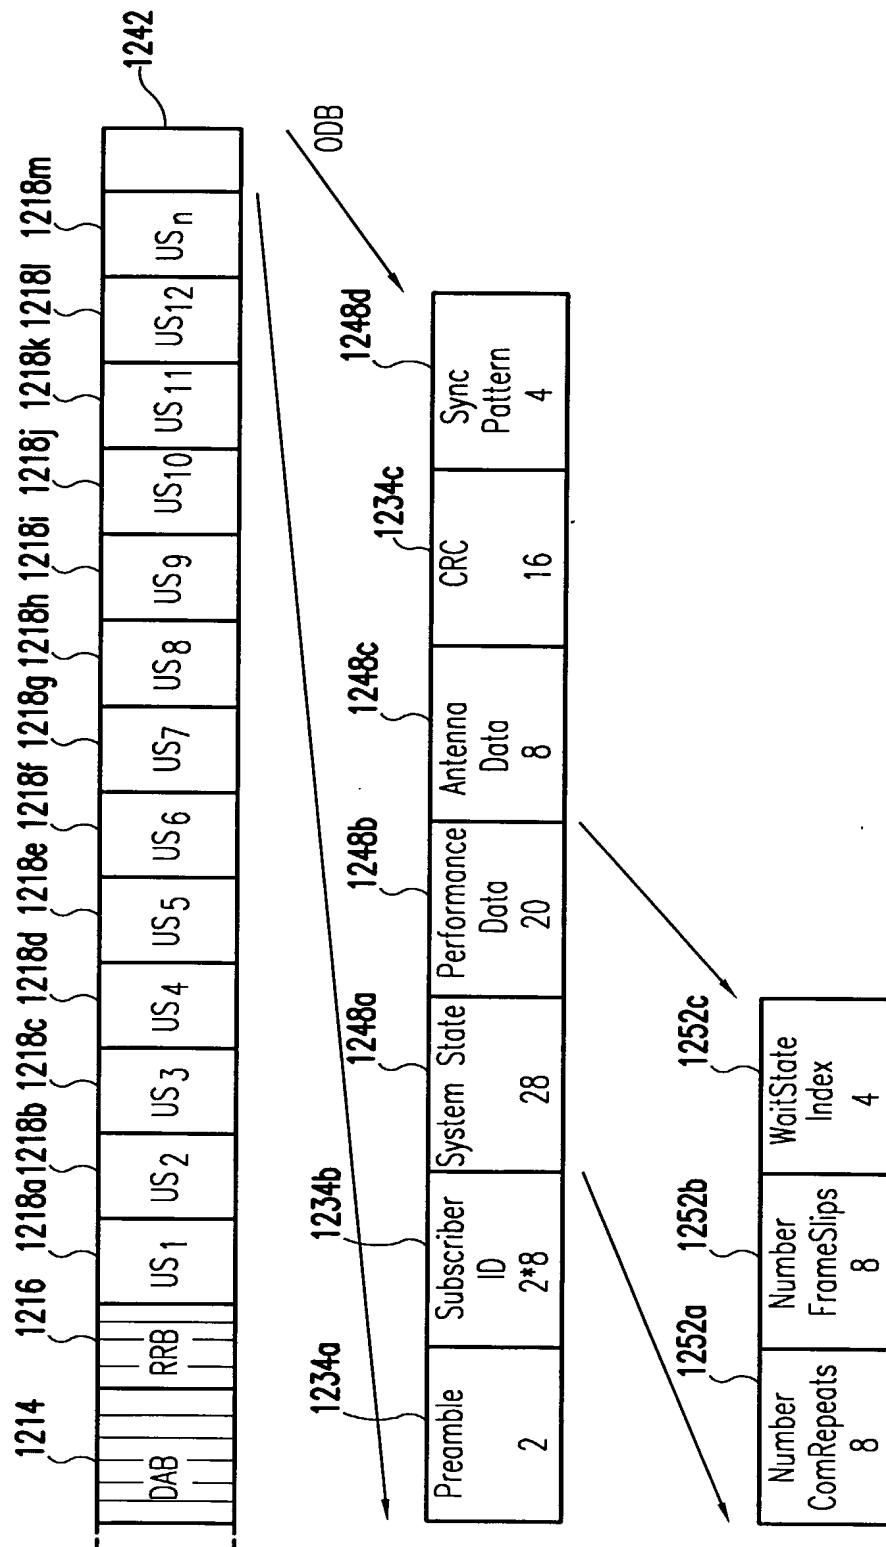 1214
1216
1218a
1218b
1218c
1218d
1218e
1218f
1218g
1218h
1218i
1218j
1218k
1218l
1218m
1242
DAB
RRB
US1
US2
US3
US4
US5
US6
US7
US8
US9
US10
US11
US12
USn
ODB
1234a
1234b
1248a
1248b
1248c
1234c
1248d
Preamble
2
Subscriber
ID
2*8
System State
28
Performance
Data
20
Antenna
Data
8
CRC
16
Sync
Pattern
4
1252a
1252b
1252c
Number
ComRepeats
8
Number
FrameSlips
8
WaitState
Index
4